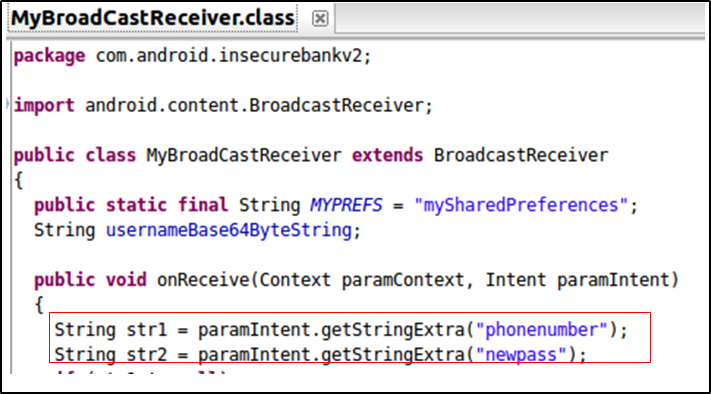 MyBroadCastReceiver.class
package com.android.insecurebankv2;
import android.content.BroadcastReceiver;
public class MyBroadCastReceiver extends BroadcastReceiver
{
public static final String MYPREFS = "mySharedPreferences";
String usernameBase64ByteString;
public void onReceive(Context paramContext, Intent paramIntent)
{
String str1 = paramIntent.getStringExtra("phonenumber");
String str2 = paramIntent.getStringExtra("newpass");